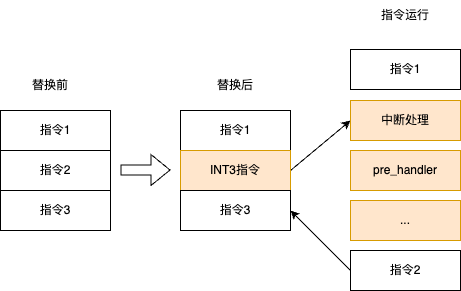 替换前
指令1
指令2
指令3
替换后
指令1
INT3指令
指令3
指令运行
指令1
中断处理
pre_handler
...
指令2